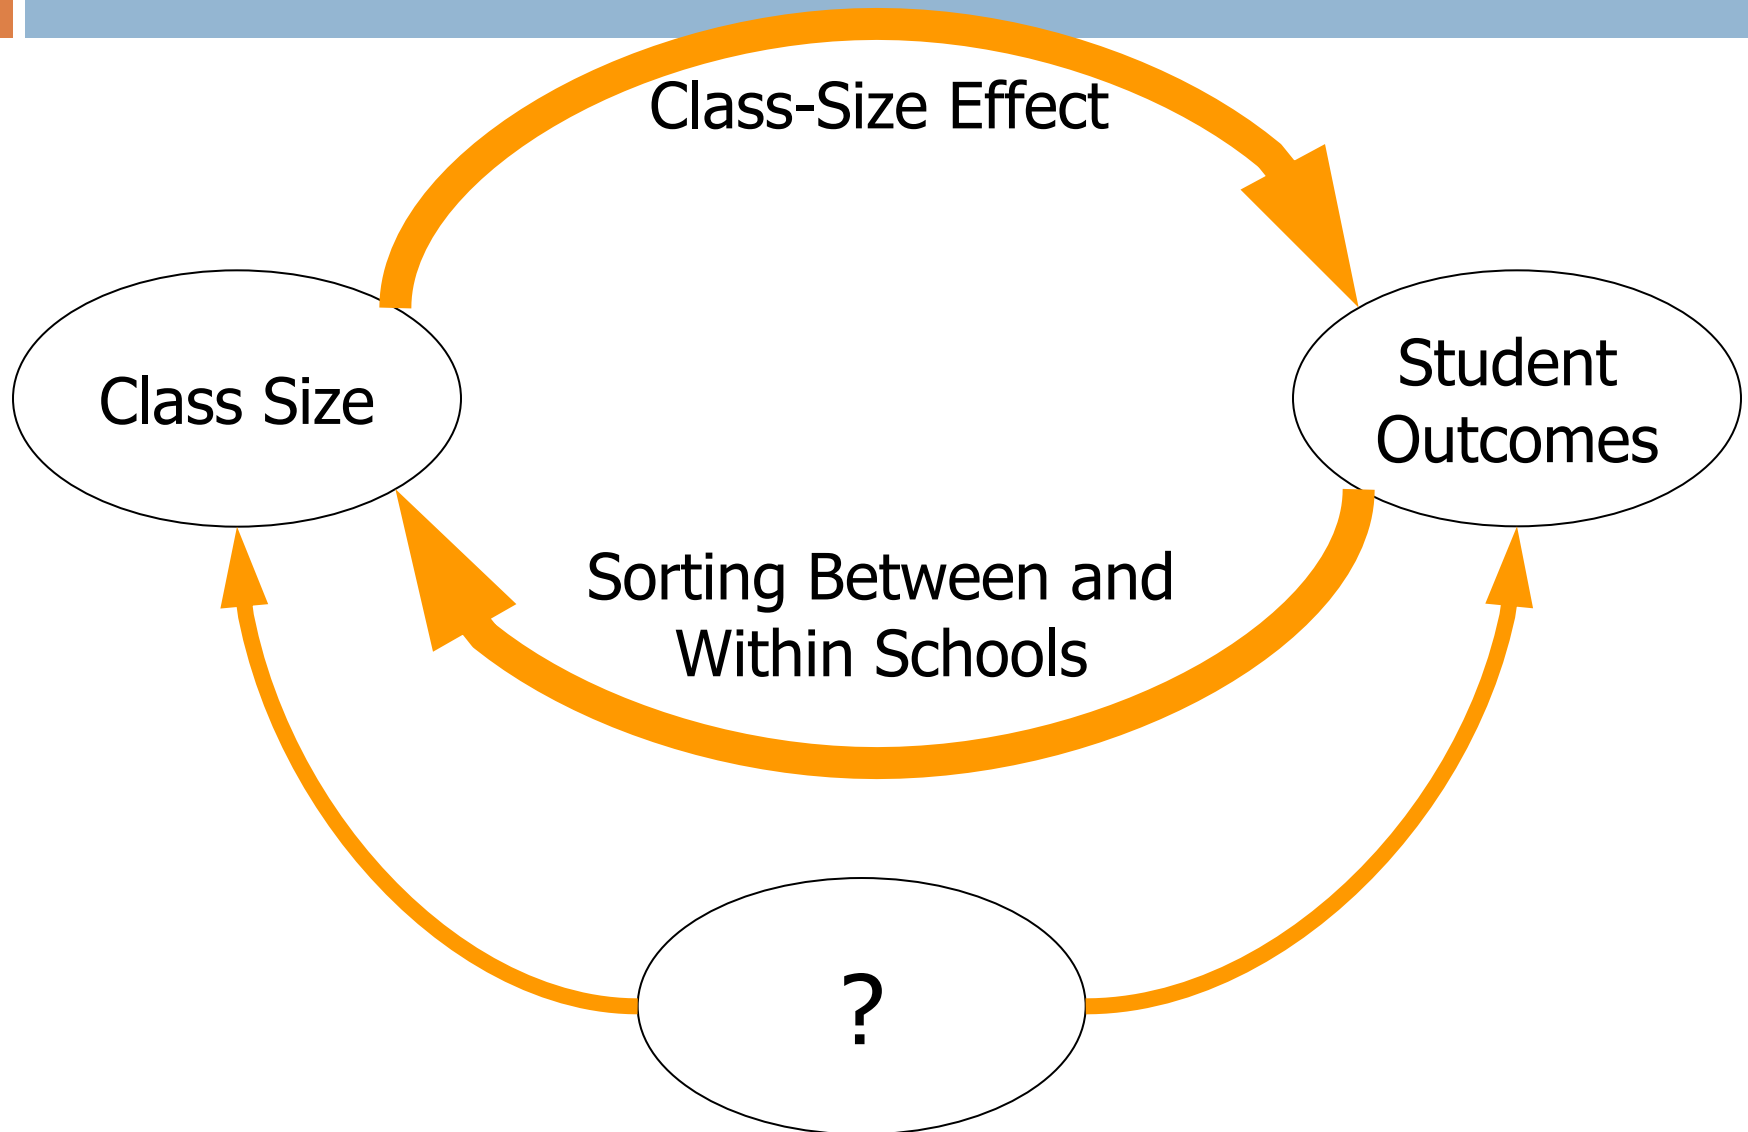 Class-Size Effect
Class Size
Student
Outcomes
Sorting Between and
Within Schools
?